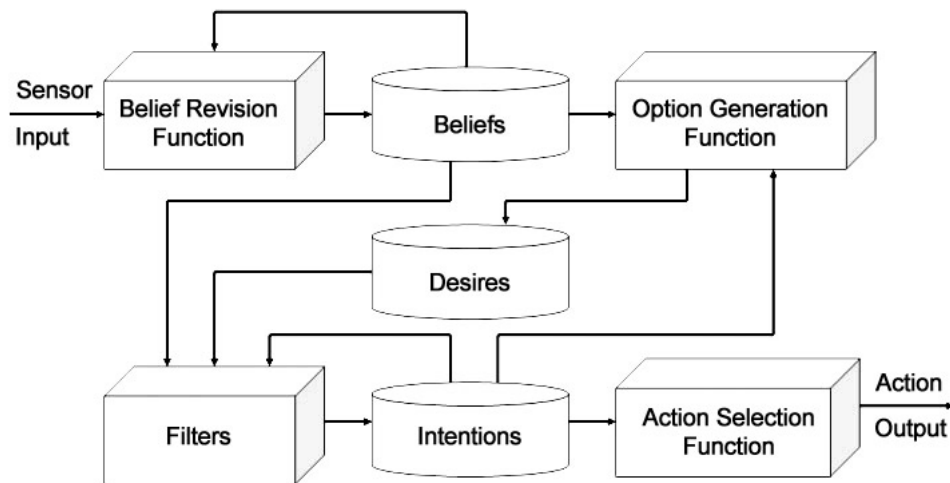 Sensor
Input
Belief Revision
Function
Beliefs
Option Generation
Function
Desires
Filters
Intentions
Action Selection
Function
Action
Output